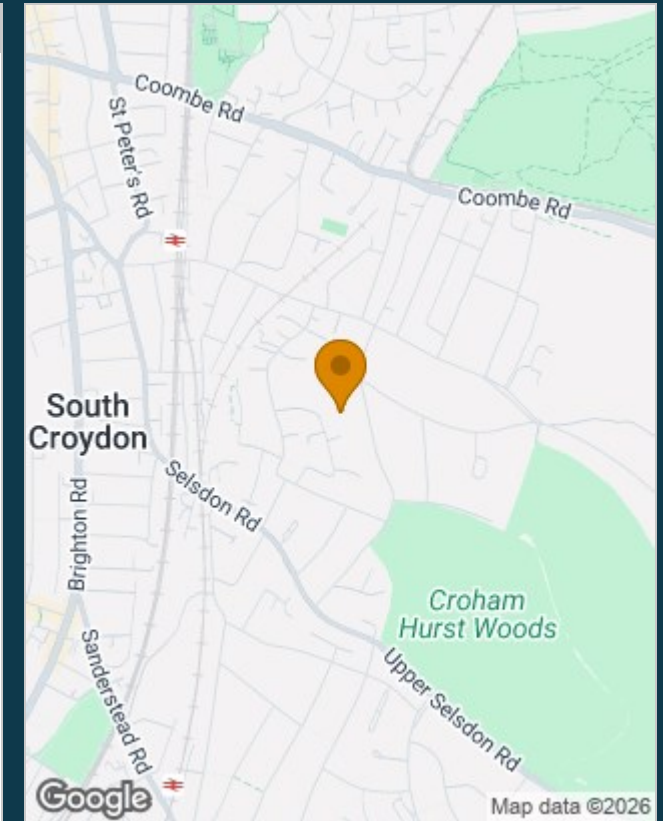 Coombe Rd
St Peter's Rd
Coombe Rd
South
Croydon
Selsdon Rd
Brighton Rd
Croham
Hurst Woods
Sanderstead Rd
Upper Selsdon Rd
Google
Map data ©2026